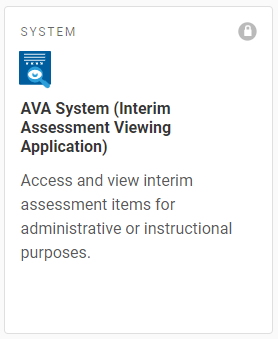 SYSTEM
AVA System (Interim
Assessment Viewing
Application)
Access and view interim
assessment items for
administrative or instructional
purposes.